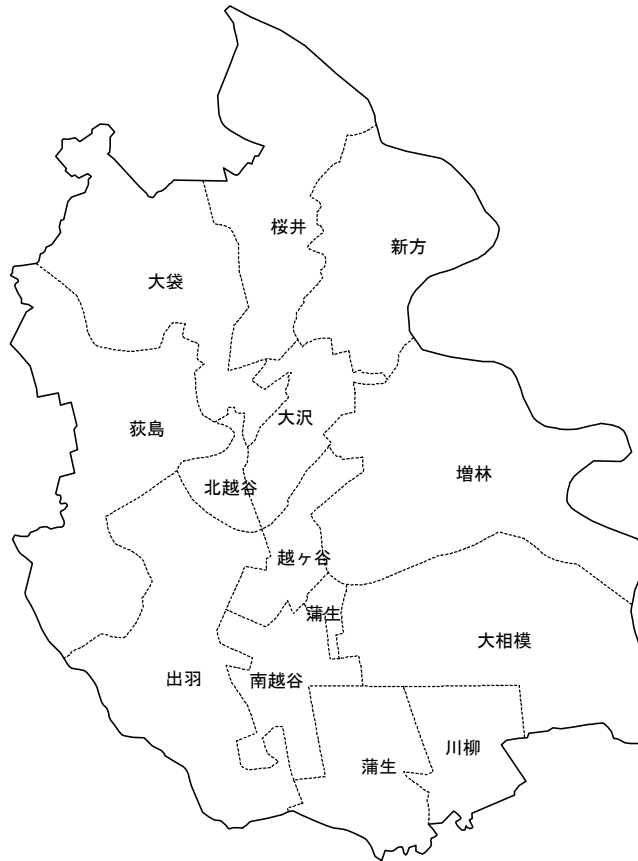 桜井
新方
大袋
大沢
荻島
増林
北越谷
越ヶ谷
蒲生
大相模
出羽
南越谷
川柳
蒲生